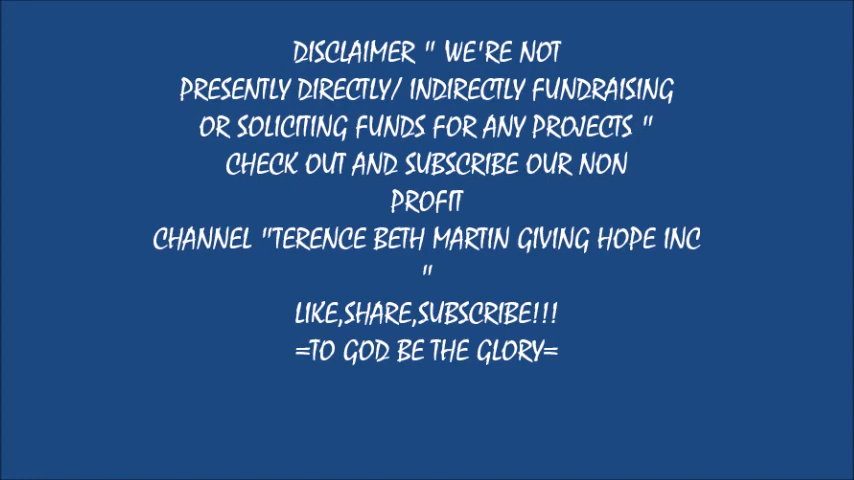 DISCLAIMER " WE'RE NOT
PRESENTLY DIRECTLY/ INDIRECTLY FUNDRAISING
OR SOLICITING FUNDS FOR ANY PROJECTS "
CHECK OUT AND SUBSCRIBE OUR NON
PROFIT
CHANNEL "TERENCE BETH MARTIN GIVING HOPE INC
"
LIKE,SHARE,SUBSCRIBE!!!
=TO GOD BE THE GLORY=